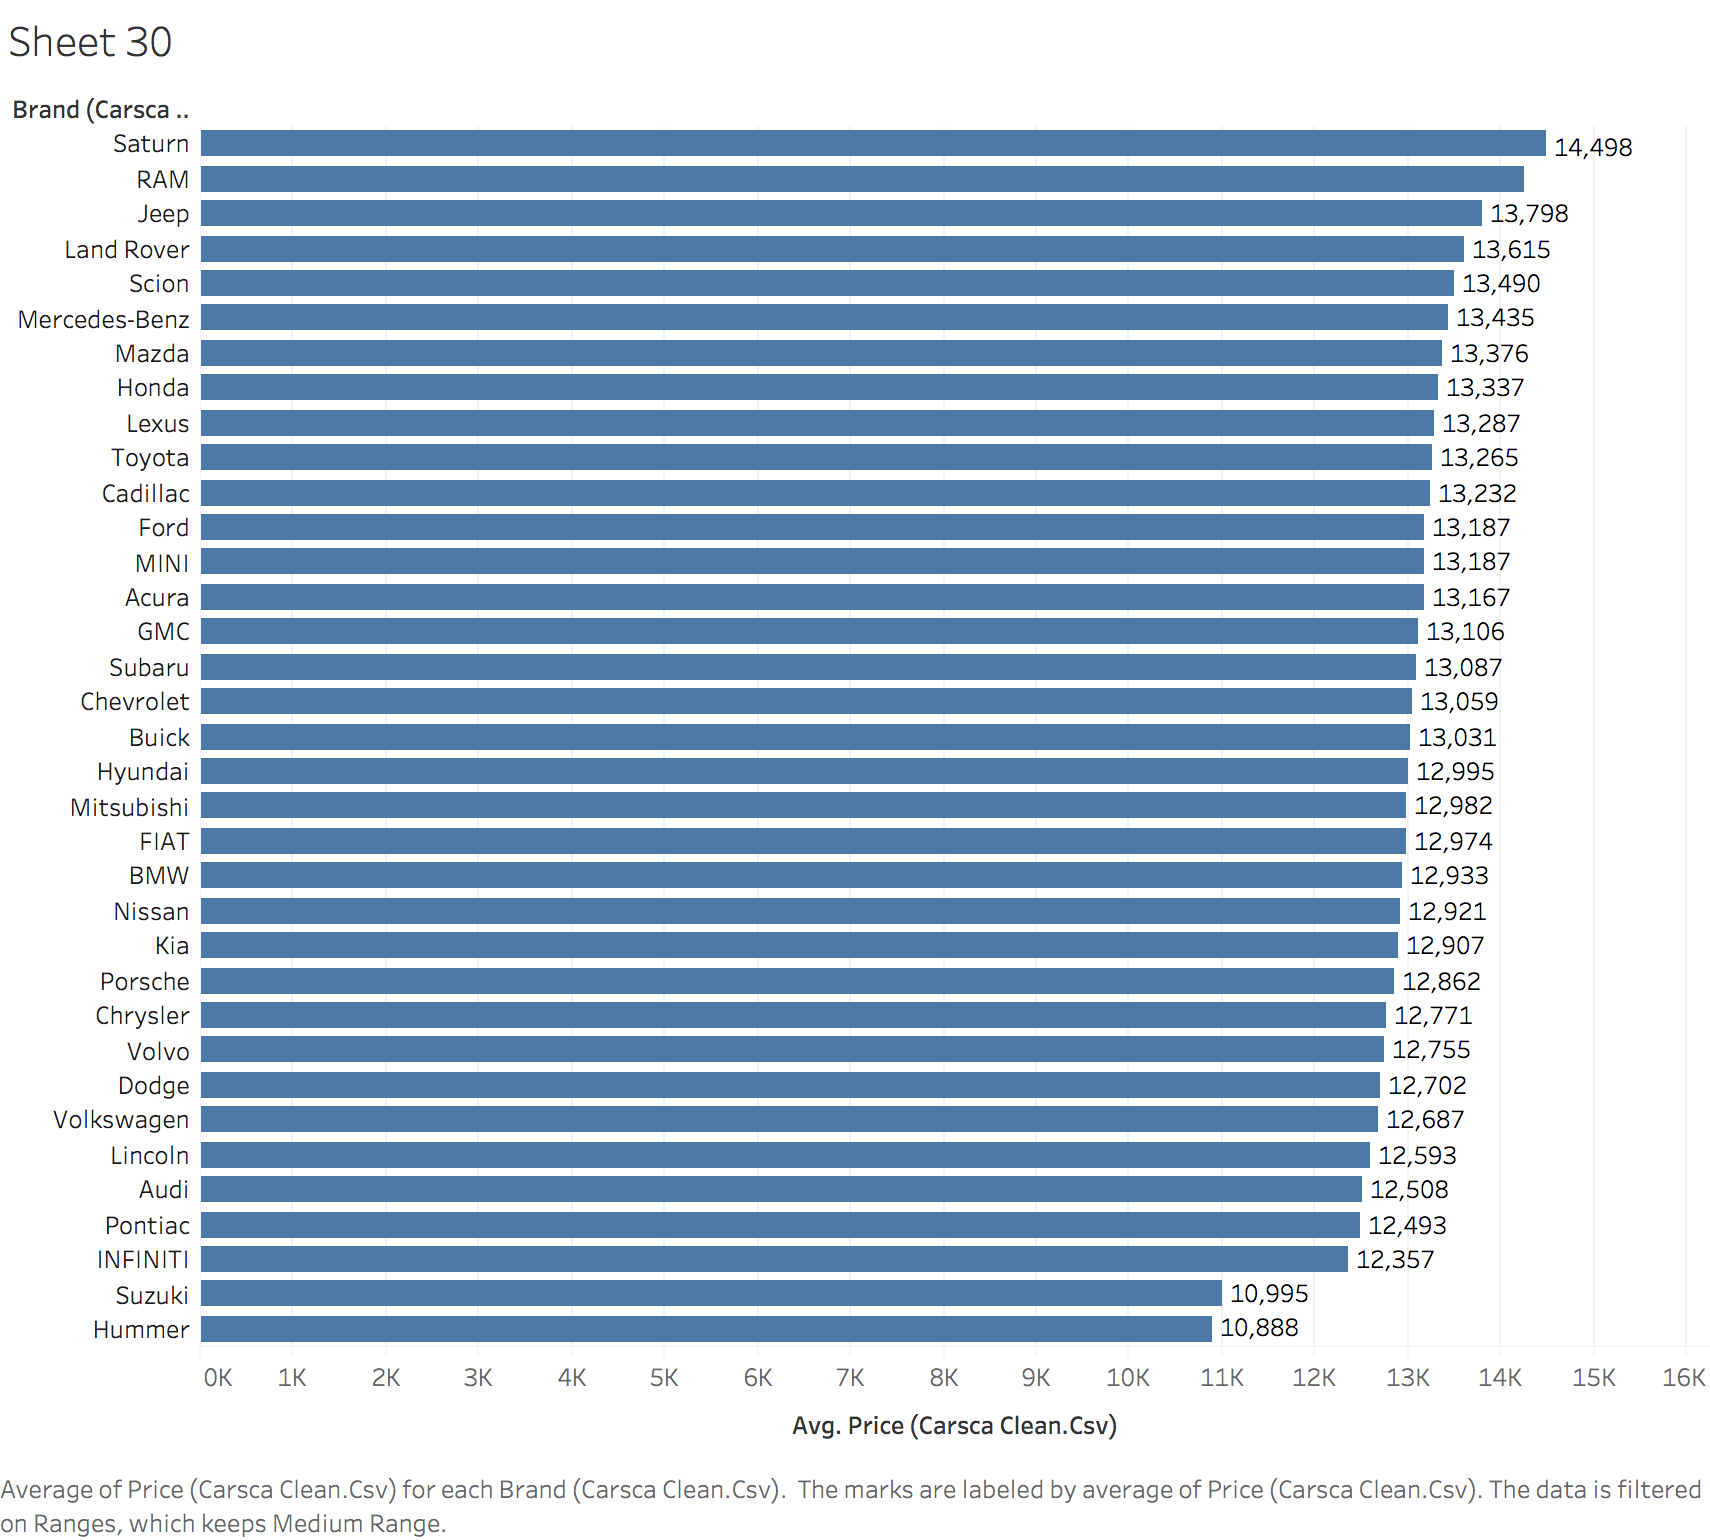 Sheet 30
Brand (Carsca ..
Saturn 14,498
RAM
Jeep 13,798
Land Rover 13,615
Scion 13,490
Mercedes-Benz 13,435
Mazda 13,376
Honda 13,337
Lexus 13,287
Toyota 13,265
Cadillac 13,232
Ford 13,187
MINI 13,187
Acura 13,167
GMC 13,106
Subaru 13,087
Chevrolet 13,059
Buick 13,031
Hyundai 12,995
Mitsubishi 12,982
FIAT 12,974
BMW 12,933
Nissan 12,921
Kia 12,907
Porsche 12,862
Chrysler 12,771
Volvo 12,755
Dodge 12,702
Volkswagen 12,687
Lincoln 12,593
Audi 12,508
Pontiac 12,493
INFINITI 12,357
Suzuki 10,995
Hummer 10,888
0K 1K 2K 3K 4K 5K 6K 7K 8K 9K 10K 11K 12K 13K 14K 15K 16K
Avg. Price (Carsca Clean.Csv)
Average of Price (Carsca Clean.Csv) for each Brand (Carsca Clean.Csv).  The marks are labeled by average of Price (Carsca Clean.Csv). The data is filtered
on Ranges, which keeps Medium Range.